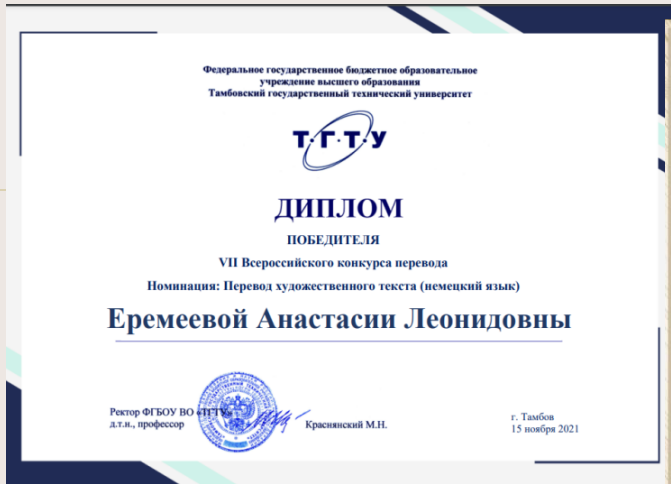 Федеральное государственное бюджетное образовательное
учреждение высшего образования
Тамбовский государственный технический университет
Т·Г·Т·У
ДИПЛОМ
ПОБЕДИТЕЛЯ
VII Всероссийского конкурса перевода
Номинация: Перевод художественного текста (немецкий язык)
Еремеевой Анастасии Леонидовны
Ректор ФГБОУ ВО «ТГТУ»
д.т.н., профессор
Краснянский М.Н.
г. Тамбов
15 ноября 2021